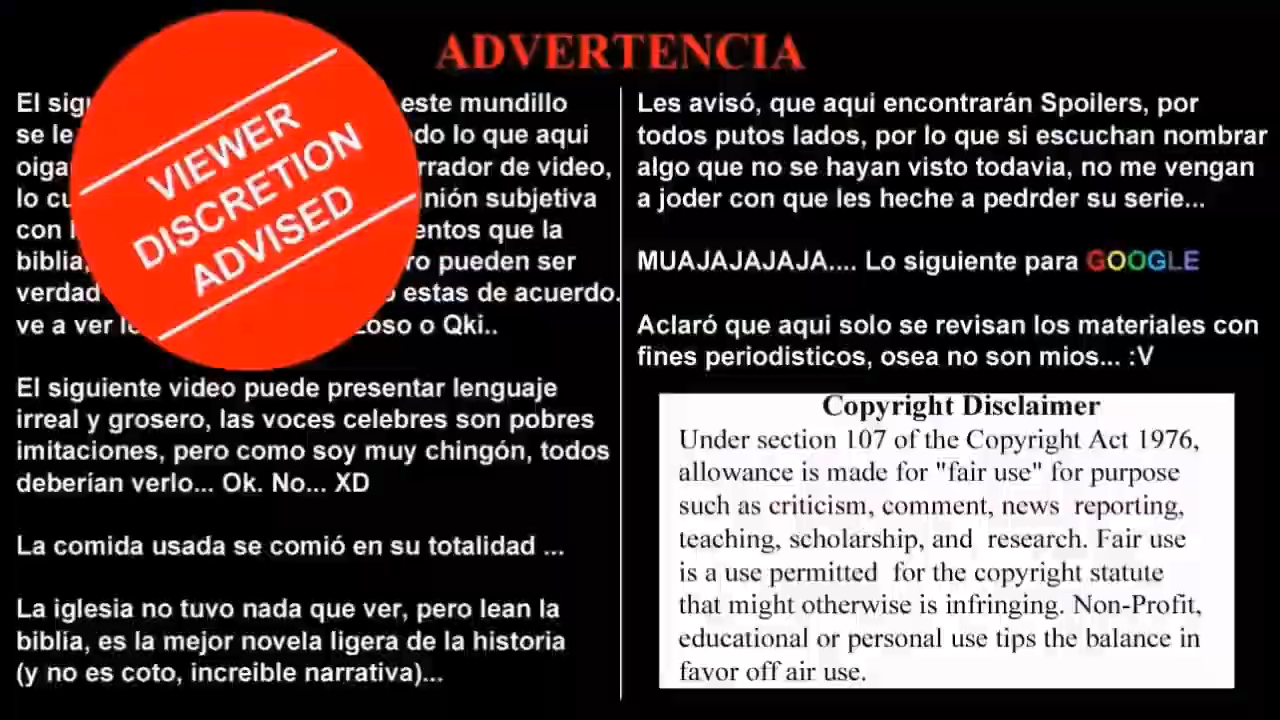 ADVERTENCIA
El este mundillo
se lo que aqui
de video,
lo subjetiva
con que la
biblia, pueden ser
verdad estas de acuerdo.
ve a ver o Qki..
El siguiente video puede presentar lenguaje
irreal y grosero, las voces celebres son pobres
imitaciones, pero como soy muy chingón, todos
deberían verlo... Ok. No... XD
La comida usada se comió en su totalidad ...
La iglesia no tuvo nada que ver, pero lean la
biblia, es la mejor novela ligera de la historia
(y no es coto, increible narrativa)...
VIEWER
DISCRETION
ADVISED
Les avisó, que aqui encontrarán Spoilers, por
todos putos lados, por lo que si escuchan nombrar
algo que no se hayan visto todavia, no me vengan
a joder con que les heche a pedrder su serie...
MUAJAJAJAJA.... Lo siguiente para GOOGLE
Aclaró que aqui solo se revisan los materiales con
fines periodisticos, osea no son mios... :V
Copyright Disclaimer
Under section 107 of the Copyright Act 1976,
allowance is made for "fair use" for purpose
such as criticism, comment, news reporting,
teaching, scholarship, and research. Fair use
is a use permitted for the copyright statute
that might otherwise is infringing. Non-Profit,
educational or personal use tips the balance in
favor off air use.